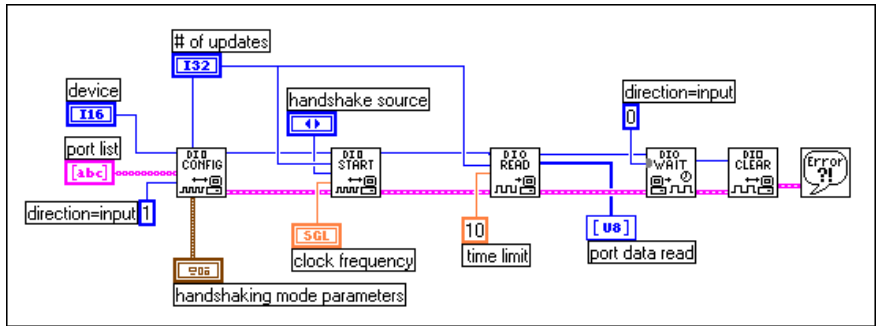 # of updates
I32
device
I16
handshake source
direction=input
0
port list
[abc]
DIO
CONFIG
DIO
START
DIO
READ
DIO
WAIT
DIO
CLEAR
Error
?!
direction=input
1
SGL
10
[U8]
clock frequency
time limit
port data read
handshaking mode parameters